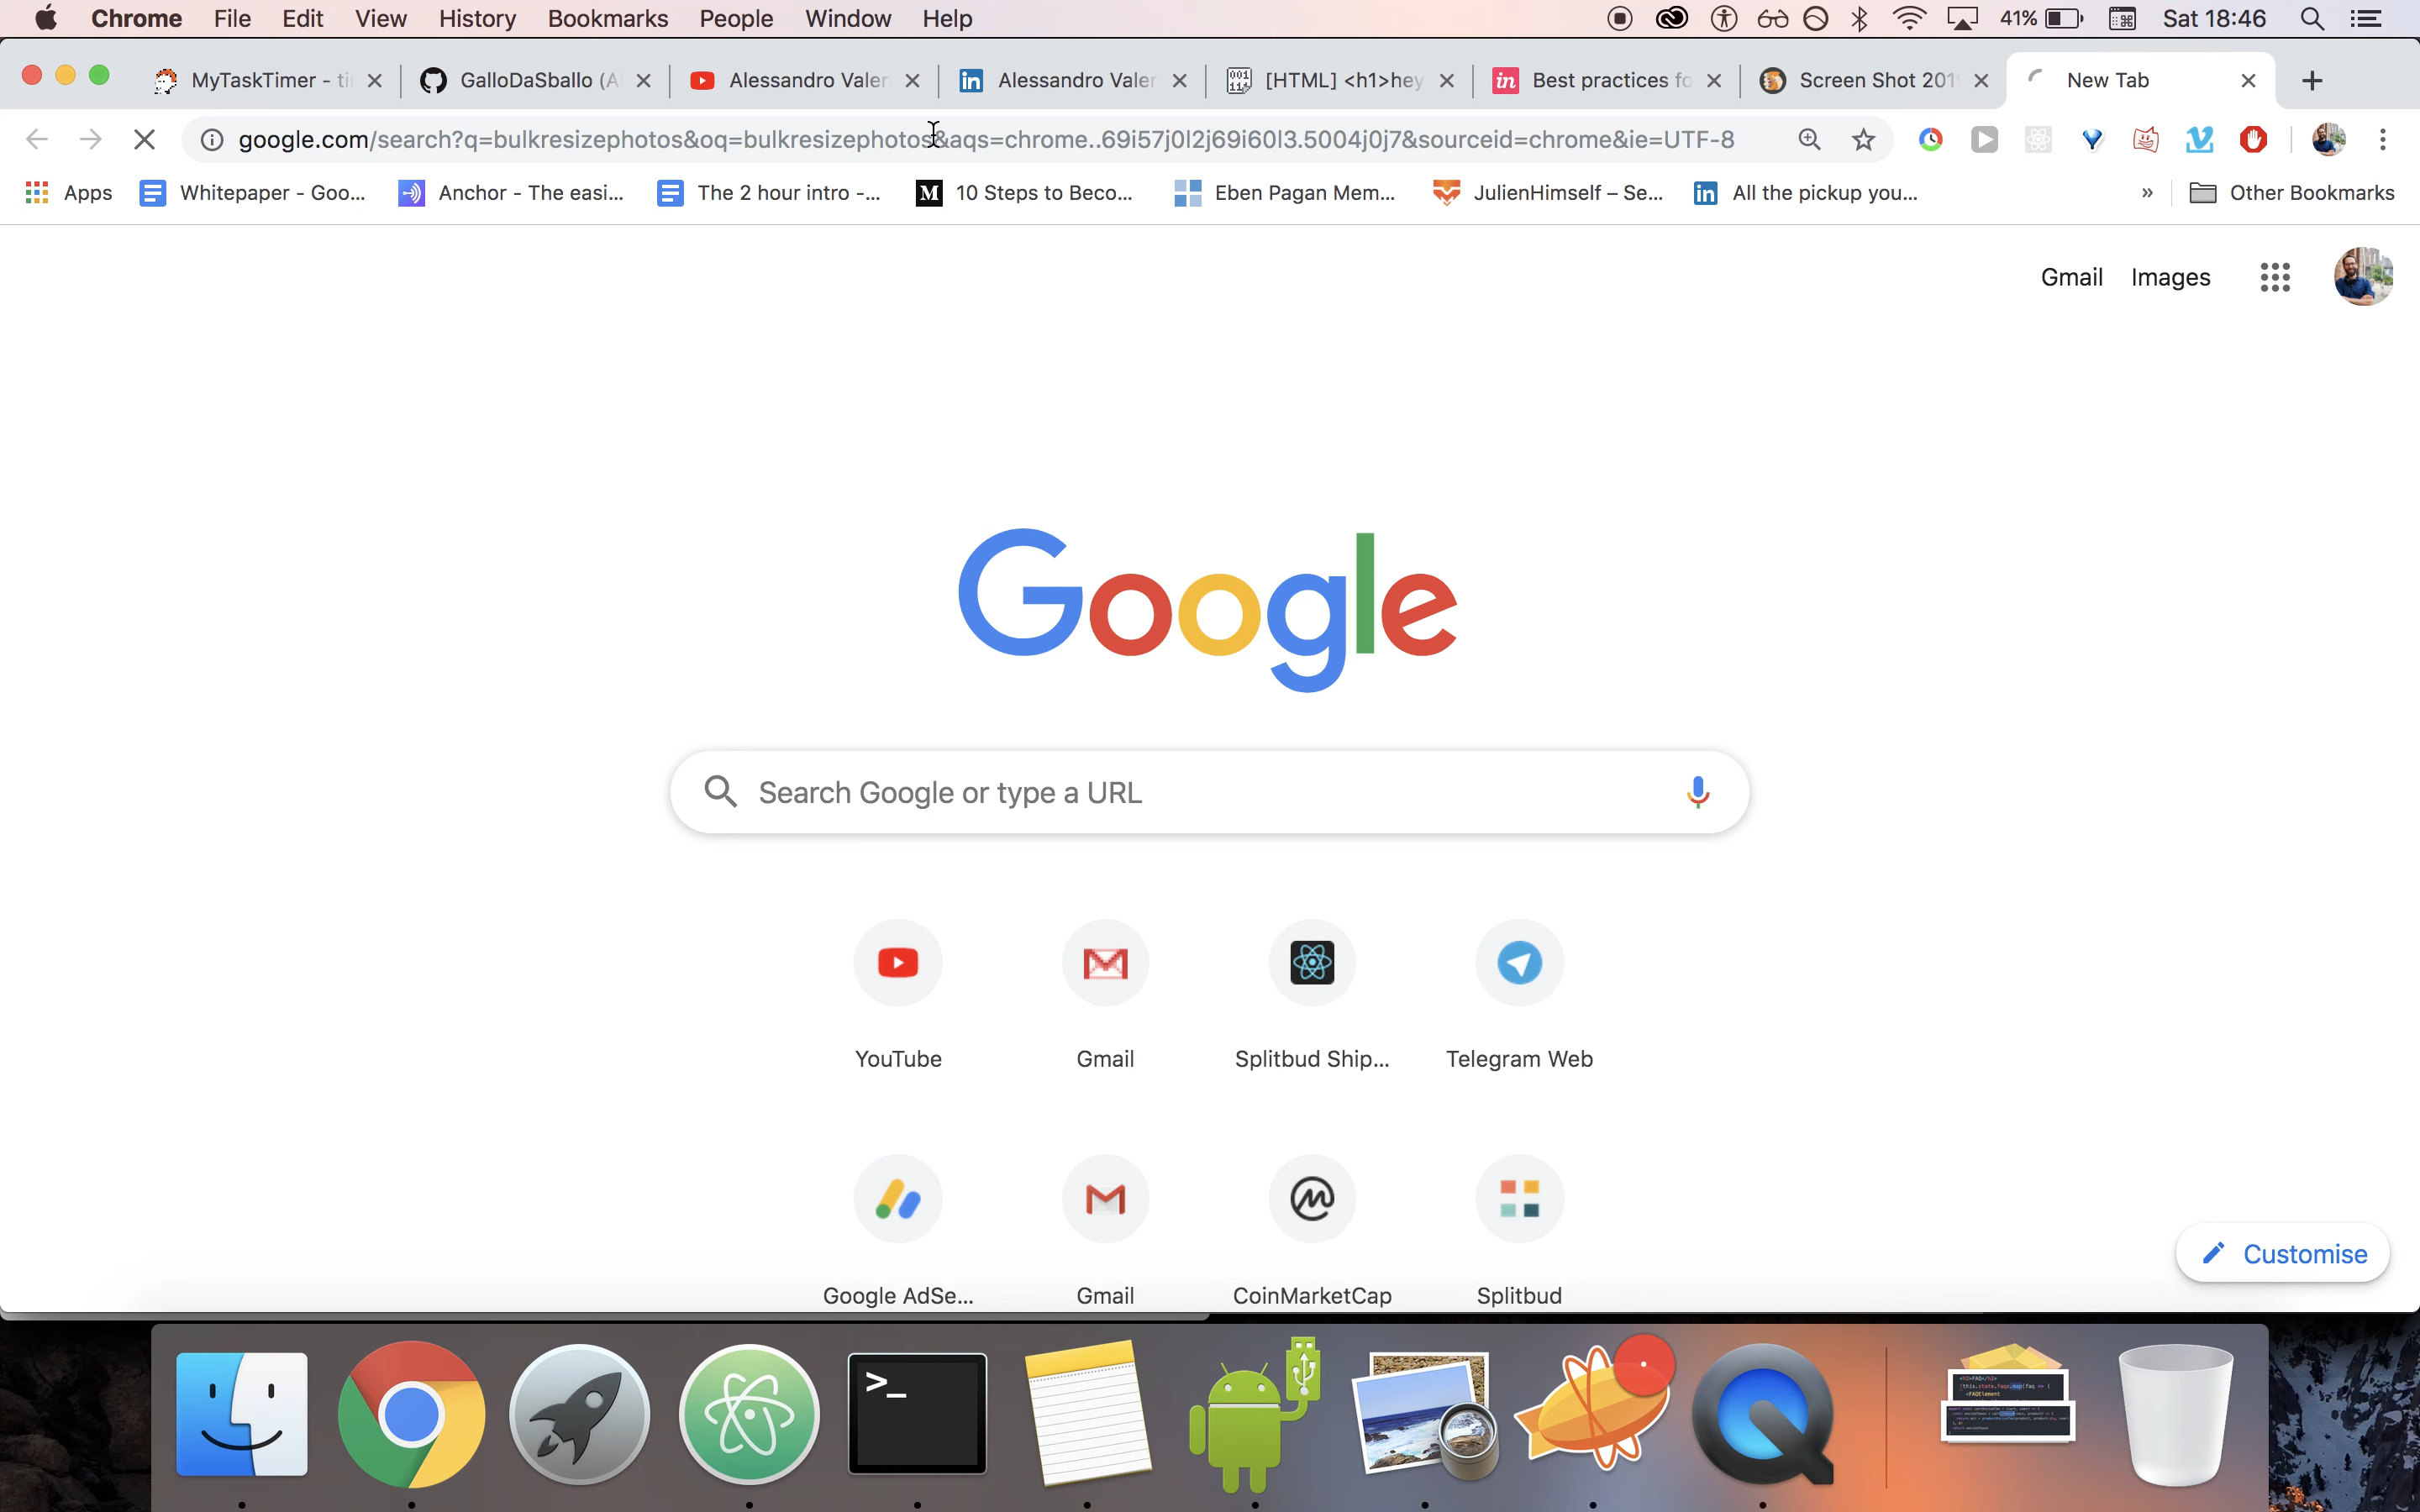 Chrome File Edit View History Bookmarks People Window Help 41% Sat 18:46
MyTaskTimer - ti GalloDaSballo (A Alessandro Valer Alessandro Valer [HTML] <h1>hey Best practices fo Screen Shot 201 New Tab
google.com/search?q=bulkresizephotos&oq=bulkresizephotos&aqs=chrome..69i57j0l2j69i60l3.5004j0j7&sourceid=chrome&ie=UTF-8
Apps Whitepaper - Goo... Anchor - The easi... The 2 hour intro -... 10 Steps to Beco... Eben Pagan Mem... JulienHimself – Se... All the pickup you... » Other Bookmarks
Gmail Images
Google
Search Google or type a URL
YouTube Gmail Splitbud Ship... Telegram Web
Google AdSe... Gmail CoinMarketCap Splitbud
Customise